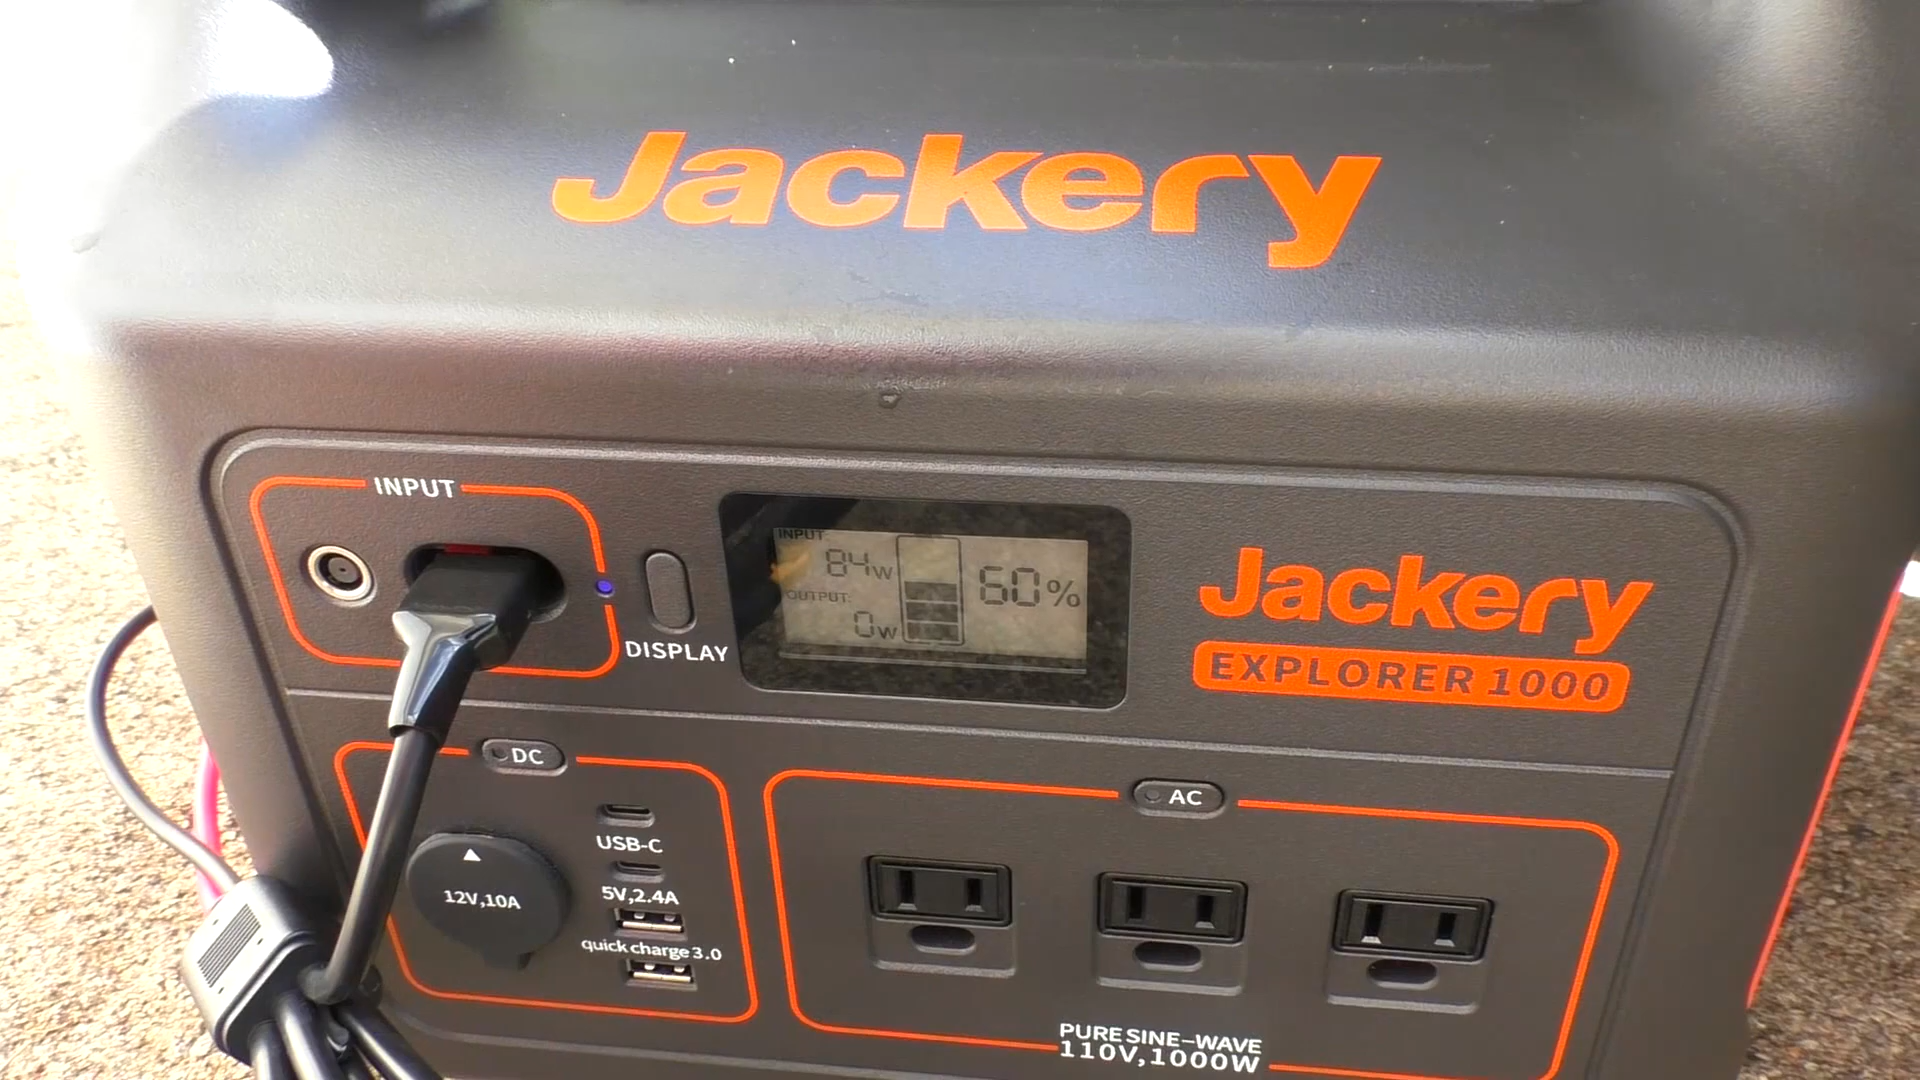 Jackery
INPUT
DISPLAY
INPUT
84W
OUTPUT:
0W
60%
Jackery
EXPLORER 1000
DC
12V,10A
USB-C
5V,2.4A
quick charge 3.0
AC
PURE SINE-WAVE
110V,1000W